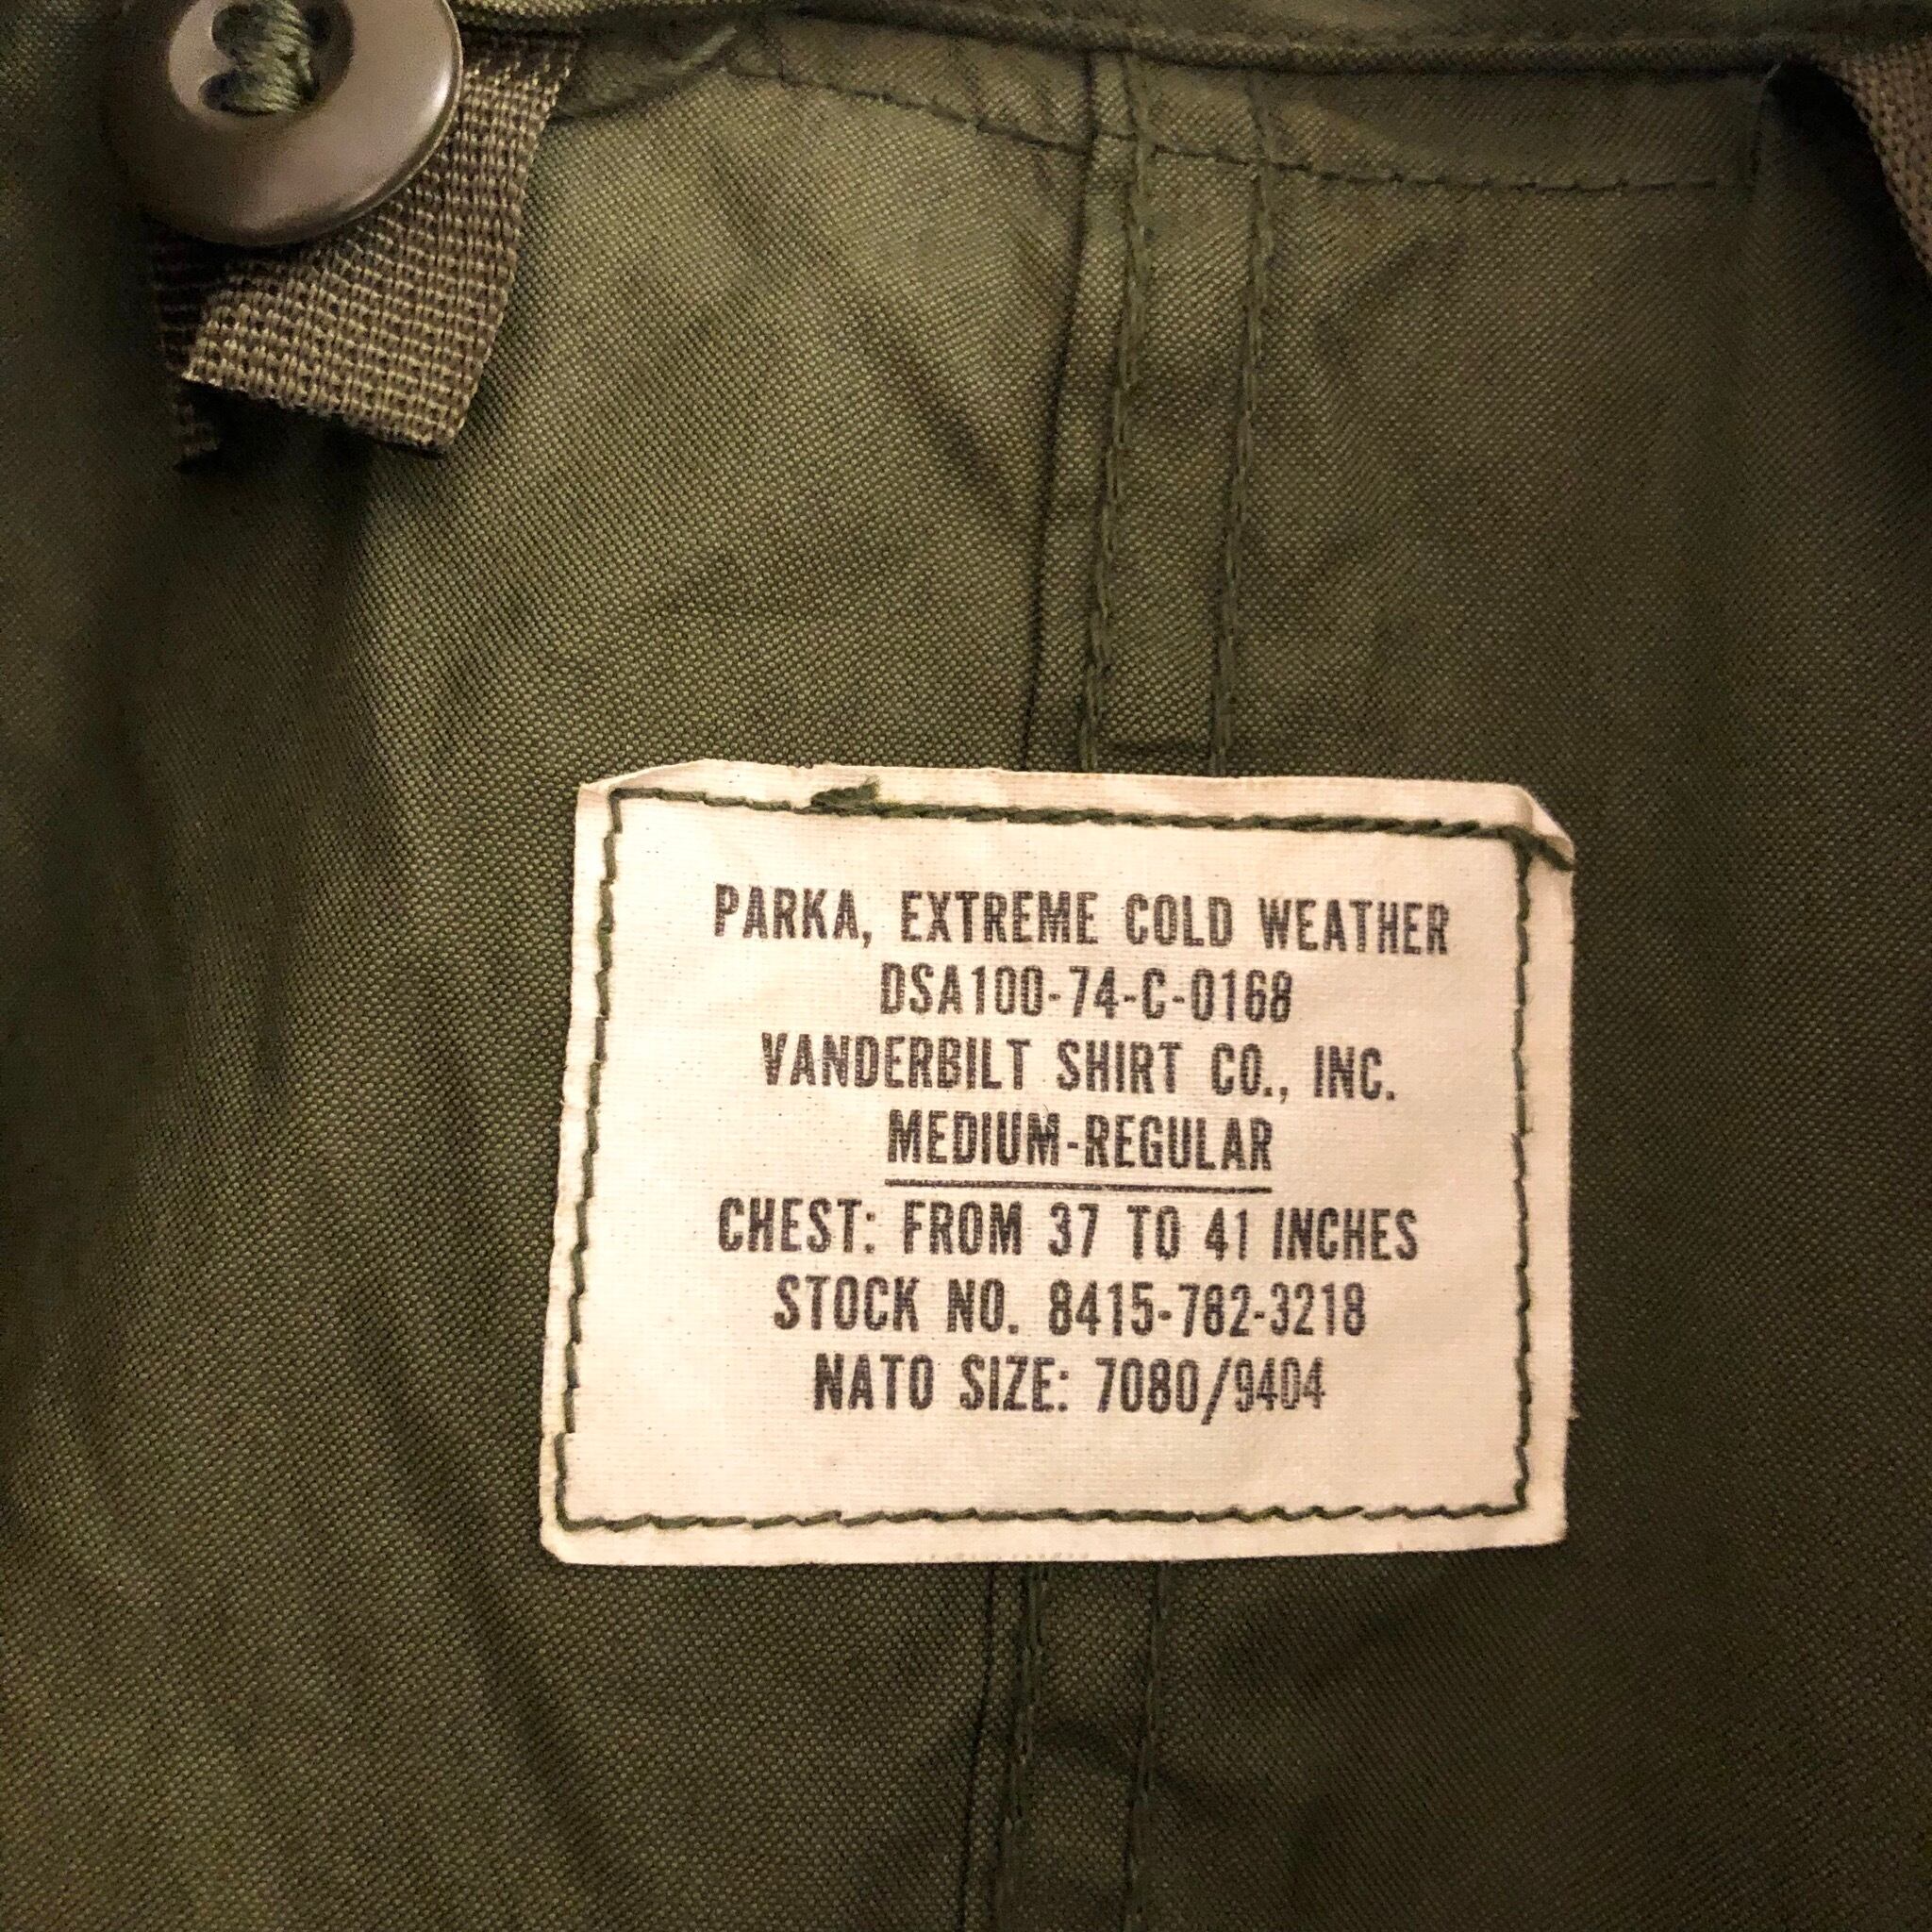 PARKA, EXTREME COLD WEATHER
DSA100-74-C-0168
VANDERBILT SHIRT CO., INC.
MEDIUM-REGULAR
CHEST: FROM 37 TO 41 INCHES
STOCK NO. 8415-782-3218
NATO SIZE: 7080/9404